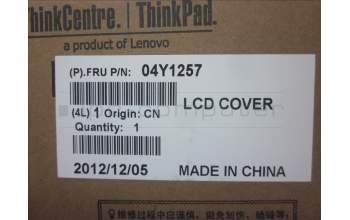 ThinkCentre. | ThinkPad.
a product of Lenovo
(P).FRU P/N: 04Y1257
LCD COVER
(4L) 1 Origin: CN
Quantity: 1
2012/12/05
MADE IN CHINA